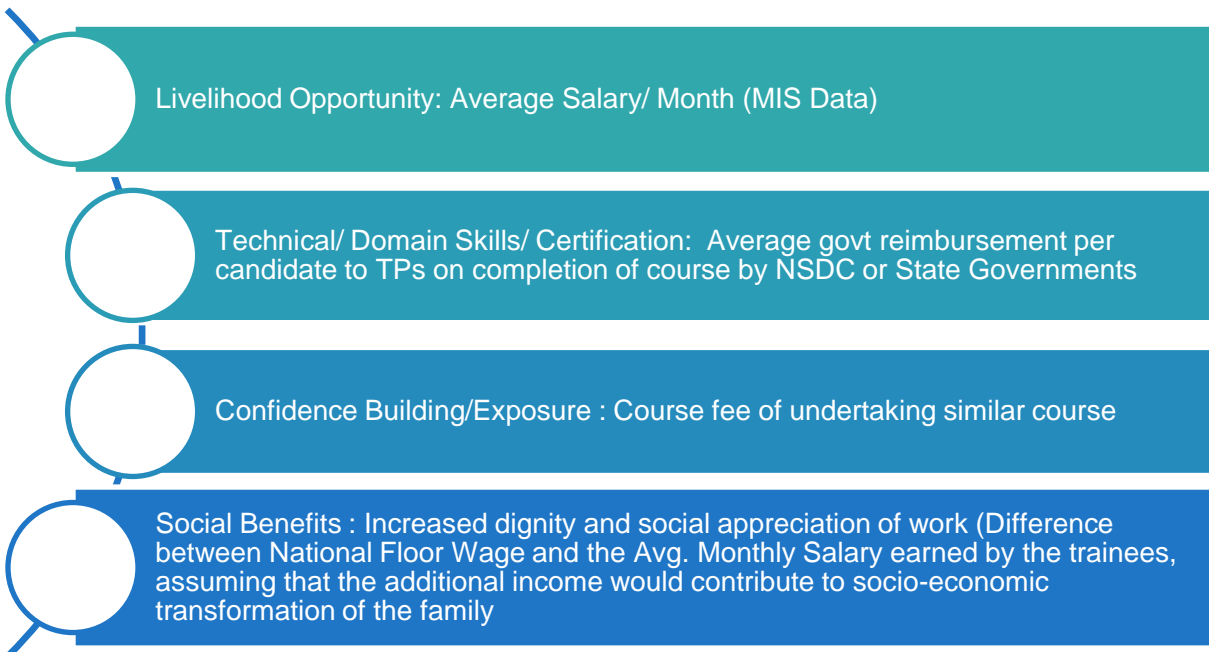 Livelihood Opportunity: Average Salary/ Month (MIS Data)
Technical/ Domain Skills/ Certification:  Average govt reimbursement per
candidate to TPs on completion of course by NSDC or State Governments
Confidence Building/Exposure : Course fee of undertaking similar course
Social Benefits : Increased dignity and social appreciation of work (Difference
between National Floor Wage and the Avg. Monthly Salary earned by the trainees,
assuming that the additional income would contribute to socio-economic
transformation of the family